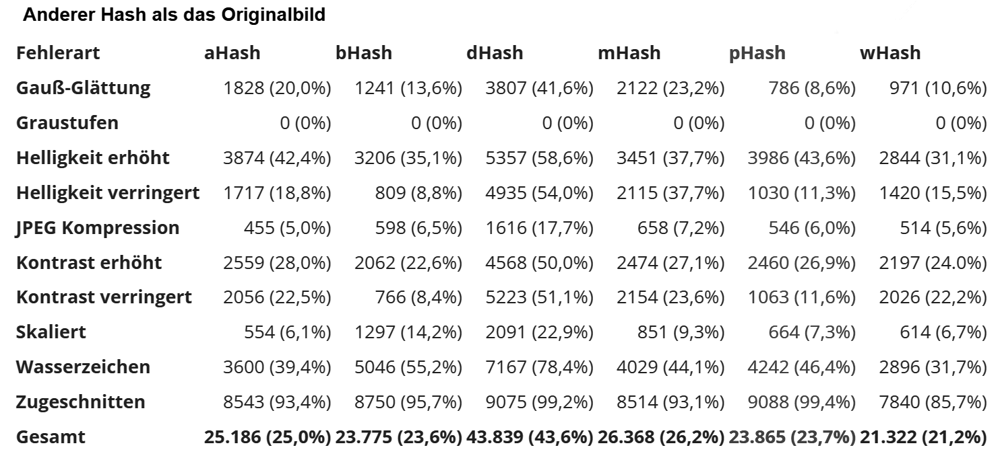 Anderer Hash als das Originalbild
Fehlerart aHash bHash dHash mHash pHash wHash
Gauß-Glättung 1828 (20,0%) 1241 (13,6%) 3807 (41,6%) 2122 (23,2%) 786 (8,6%) 971 (10,6%)
Graustufen 0 (0%) 0 (0%) 0 (0%) 0 (0%) 0 (0%) 0 (0%)
Helligkeit erhöht 3874 (42,4%) 3206 (35,1%) 5357 (58,6%) 3451 (37,7%) 3986 (43,6%) 2844 (31,1%)
Helligkeit verringert 1717 (18,8%) 809 (8,8%) 4935 (54,0%) 2115 (37,7%) 1030 (11,3%) 1420 (15,5%)
JPEG Kompression 455 (5,0%) 598 (6,5%) 1616 (17,7%) 658 (7,2%) 546 (6,0%) 514 (5,6%)
Kontrast erhöht 2559 (28,0%) 2062 (22,6%) 4568 (50,0%) 2474 (27,1%) 2460 (26,9%) 2197 (24.0%)
Kontrast verringert 2056 (22,5%) 766 (8,4%) 5223 (51,1%) 2154 (23,6%) 1063 (11,6%) 2026 (22,2%)
Skaliert 554 (6,1%) 1297 (14,2%) 2091 (22,9%) 851 (9,3%) 664 (7,3%) 614 (6,7%)
Wasserzeichen 3600 (39,4%) 5046 (55,2%) 7167 (78,4%) 4029 (44,1%) 4242 (46,4%) 2896 (31,7%)
Zugeschnitten 8543 (93,4%) 8750 (95,7%) 9075 (99,2%) 8514 (93,1%) 9088 (99,4%) 7840 (85,7%)
Gesamt 25.186 (25,0%) 23.775 (23,6%) 43.839 (43,6%) 26.368 (26,2%) 23.865 (23,7%) 21.322 (21,2%)